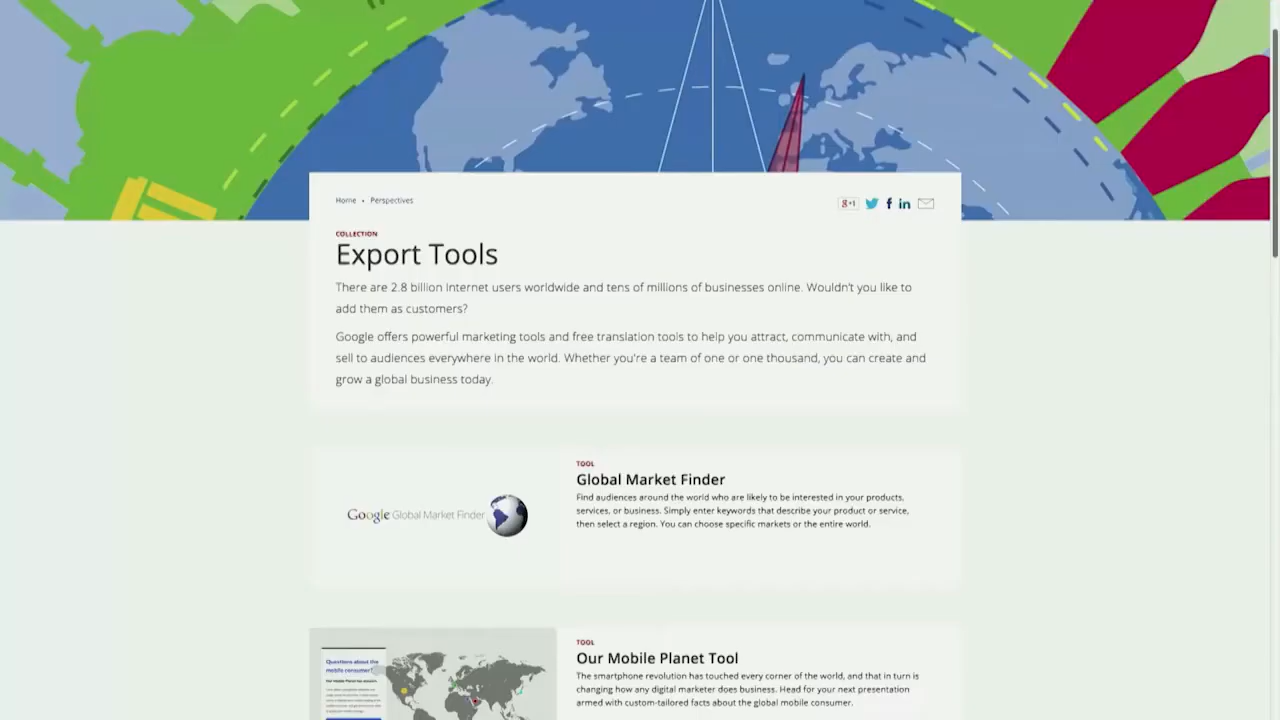 Home • Perspectives
g+1
COLLECTION
Export Tools
There are 2.8 billion Internet users worldwide and tens of millions of businesses online. Wouldn't you like to
add them as customers?
Google offers powerful marketing tools and free translation tools to help you attract, communicate with, and
sell to audiences everywhere in the world. Whether you're a team of one or one thousand, you can create and
grow a global business today.
Google Global Market Finder
TOOL
Global Market Finder
Find audiences around the world who are likely to be interested in your products,
services, or business. Simply enter keywords that describe your product or service,
then select a region. You can choose specific markets or the entire world.
Questions about the
mobile consumer?
Our Mobile Planet has answers.
TOOL
Our Mobile Planet Tool
The smartphone revolution has touched every corner of the world, and that in turn is
changing how any digital marketer does business. Head for your next presentation
armed with custom-tailored facts about the global mobile consumer.